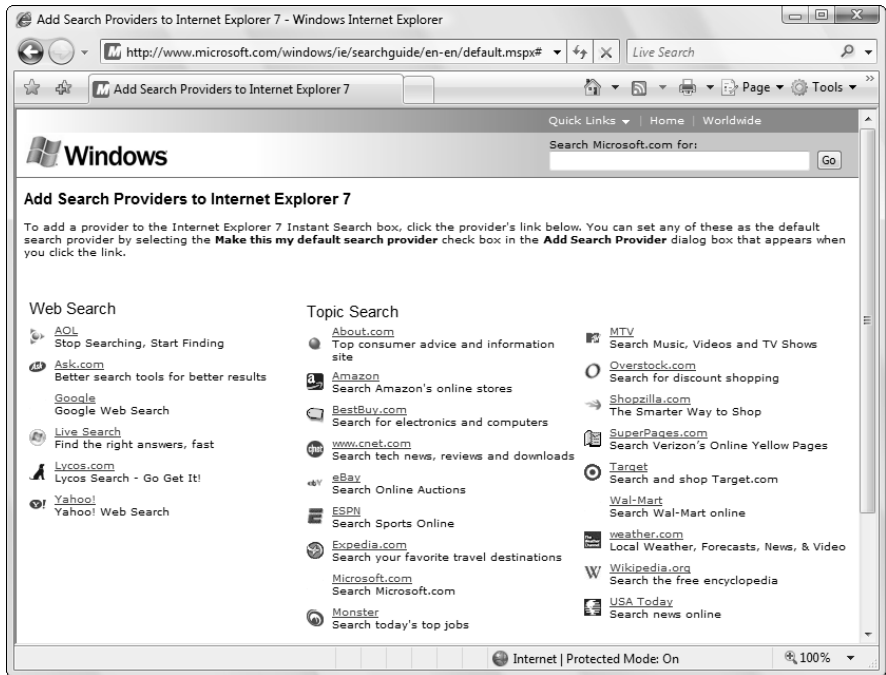 Add Search Providers to Internet Explorer 7 - Windows Internet Explorer
http://www.microsoft.com/windows/ie/searchguide/en-en/default.mspx#
Live Search
Add Search Providers to Internet Explorer 7
Page
Tools
Quick Links | Home | Worldwide
Windows
Search Microsoft.com for:
Go
Add Search Providers to Internet Explorer 7
To add a provider to the Internet Explorer 7 Instant Search box, click the provider's link below. You can set any of these as the default
search provider by selecting the Make this my default search provider check box in the Add Search Provider dialog box that appears when
you click the link.
Web Search
AOL
Stop Searching, Start Finding
Ask.com
Better search tools for better results
Google
Google Web Search
Live Search
Find the right answers, fast
Lycos.com
Lycos Search - Go Get It!
Yahoo!
Yahoo! Web Search
Topic Search
About.com
Top consumer advice and information
site
Amazon
Search Amazon's online stores
BestBuy.com
Search for electronics and computers
www.cnet.com
Search tech news, reviews and downloads
eBay
Search Online Auctions
ESPN
Search Sports Online
Expedia.com
Search your favorite travel destinations
Microsoft.com
Search Microsoft.com
Monster
Search today's top jobs
MTV
Search Music, Videos and TV Shows
Overstock.com
Search for discount shopping
Shopzilla.com
The Smarter Way to Shop
SuperPages.com
Search Verizon's Online Yellow Pages
Target
Search and shop Target.com
Wal-Mart
Search Wal-Mart online
weather.com
Local Weather, Forecasts, News, & Video
Wikipedia.org
Search the free encyclopedia
USA Today
Search news online
Internet | Protected Mode: On
100%